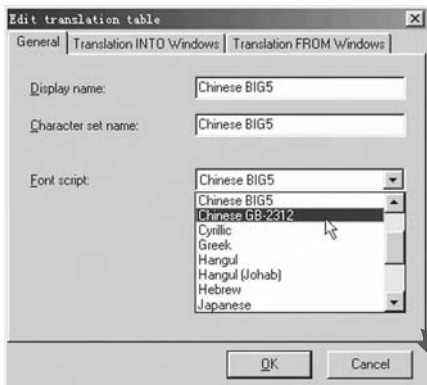 Edit translation table
General Translation INTO Windows Translation FROM Windows
Display name: Chinese BIG5
Character set name: Chinese BIG5
Font script: Chinese BIG5
Chinese BIG5
Chinese GB-2312
Cyrillic
Greek
Hangul
Hangul (Johab)
Hebrew
Japanese
OK Cancel